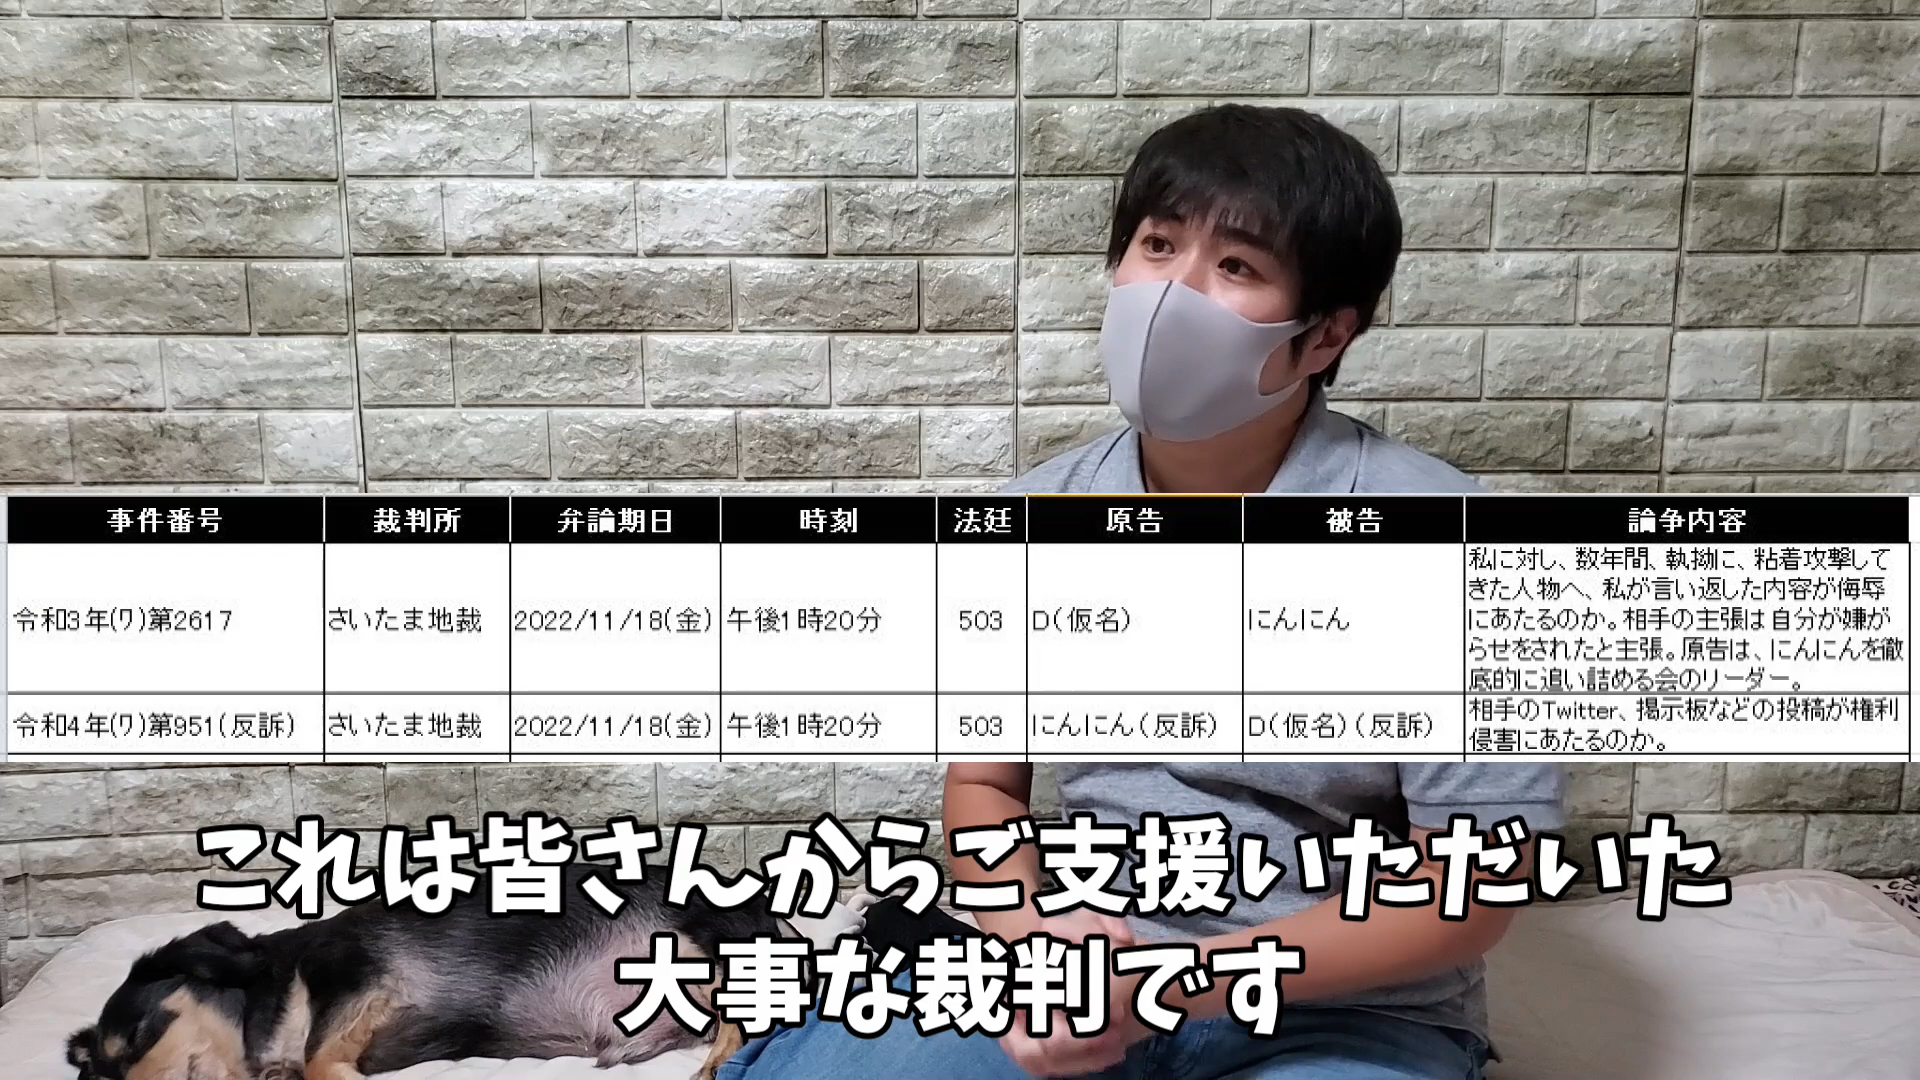 事件番号 裁判所 弁論期日 時刻 法廷 原告 被告 論争内容
令和3年(ワ)第2617 さいたま地裁 2022/11/18(金) 午後1時20分 503 D(仮名) にんにん
私に対し、数年間、執拗に、粘着攻撃して
きた人物へ、私が言い返した内容が侮辱
にあたるのか。相手の主張は自分が嫌が
らせをされたと主張。原告は、にんにんを徹
底的に追い詰める会のリーダー。
令和4年(ワ)第951(反訴) さいたま地裁 2022/11/18(金) 午後1時20分 503 にんにん(反訴) D(仮名)(反訴)
相手のTwitter、掲示板などの投稿が権利
侵害にあたるのか。
これは皆さんからご支援いただいた
大事な裁判です